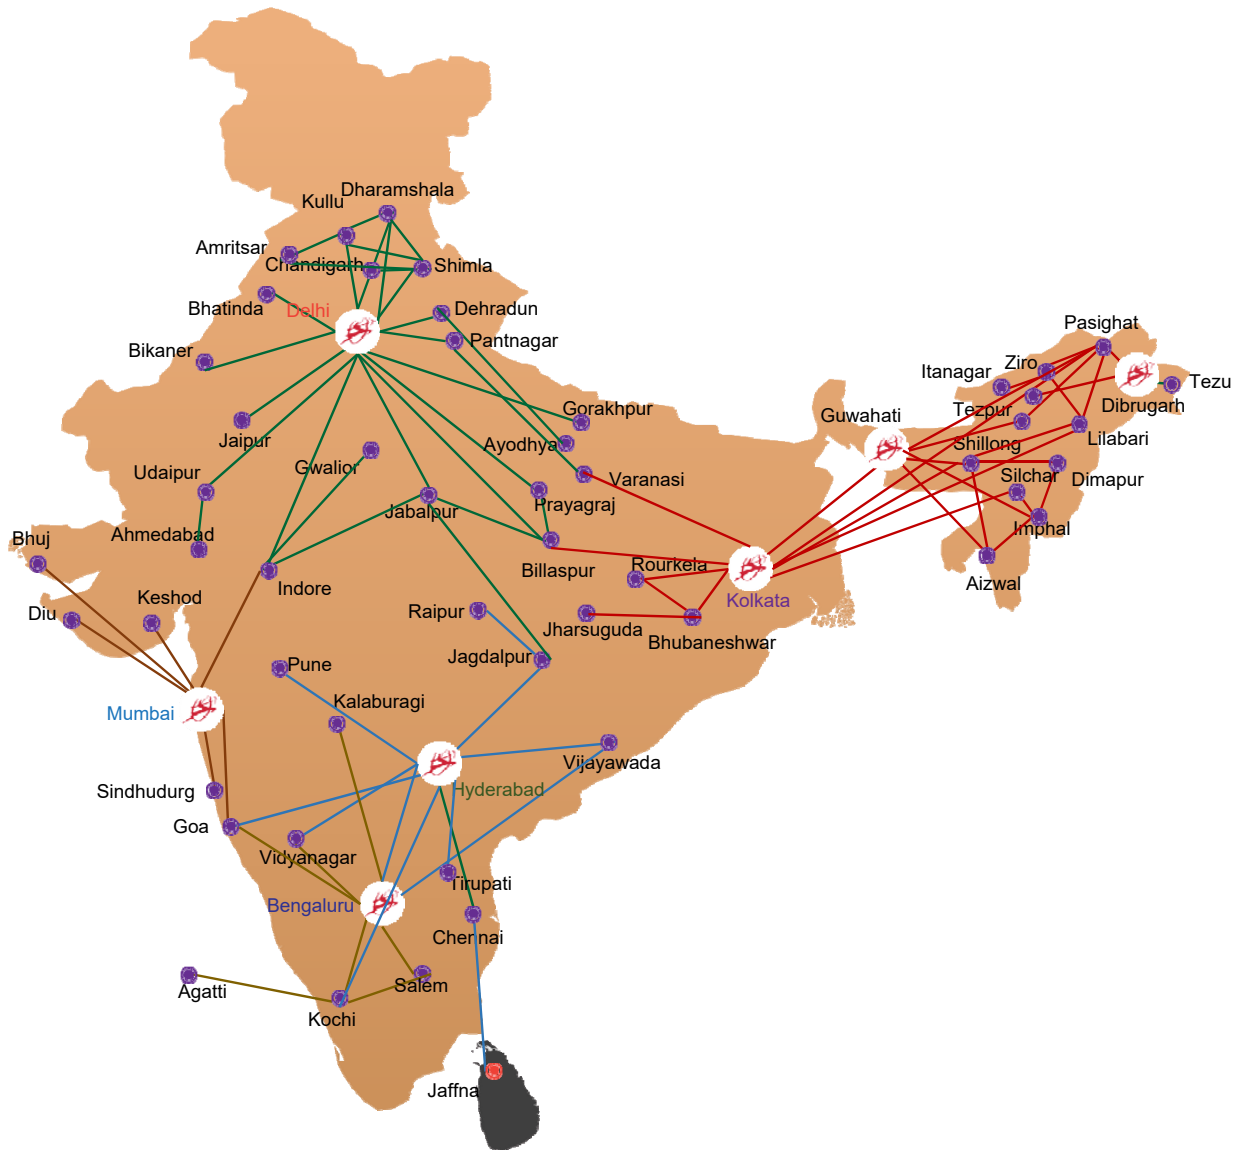 Dharamshala
Kullu
Amritsar
Chandigarh
Shimla
Bhatinda
Delhi
Dehradun
Pantnagar
Bikaner
Pasighat
Ziro
Itanagar
Tezu
Dibrugarh
Tezpur
Gorakhpur
Guwahati
Jaipur
Ayodhya
Lilabari
Shillong
Gwalior
Udaipur
Varanasi
Silchar
Dimapur
Prayagraj
Jabalpur
Imphal
Ahmedabad
Bhuj
Billaspur
Rourkela
Aizwal
Indore
Keshod
Kolkata
Diu
Raipur
Jharsuguda
Bhubaneshwar
Jagdalpur
Pune
Kalaburagi
Mumbai
Vijayawada
Hyderabad
Sindhudurg
Goa
Vidyanagar
Tirupati
Bengaluru
Chennai
Salem
Agatti
Kochi
Jaffna